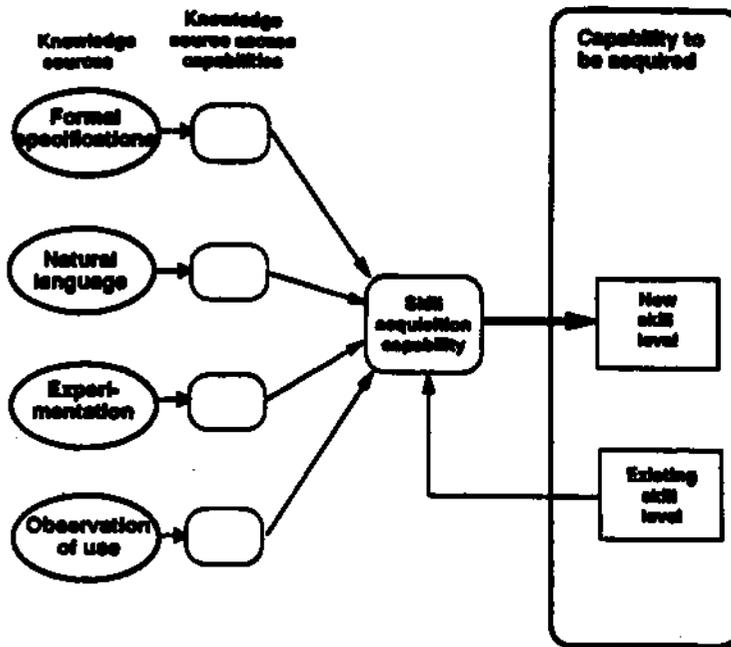 Knowledge
sources
Knowledge
source access
capabilities
Capability to
be acquired
Formal
specifications
Natural
language
Experi-
mentation
Observation
of use
Skill
acquisition
capability
New
skill
level
Existing
skill
level